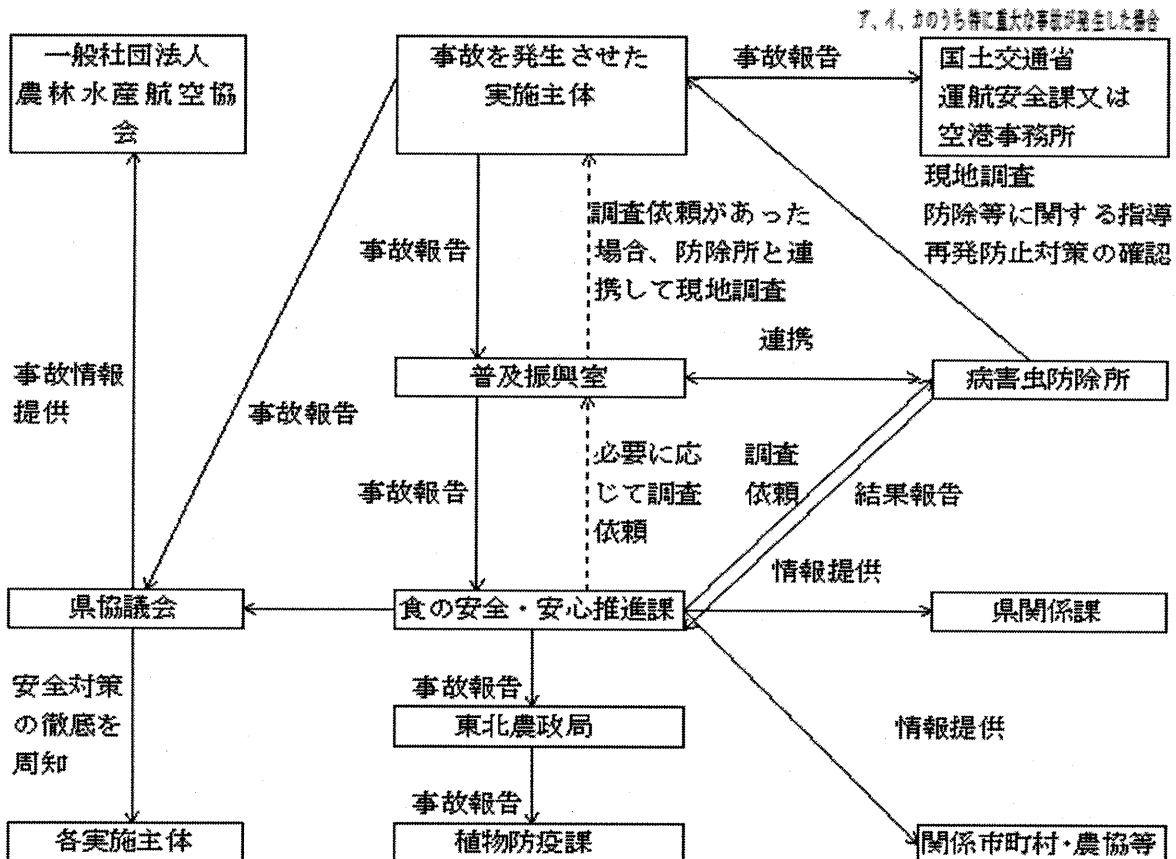 ア、イ、カのうち特に重大な事故が発生した場合
一般社団法人
農林水産航空協
会
事故を発生させた
実施主体
事故報告
国土交通省
運航安全課又は
空港事務所
現地調査
防除等に関する指導
再発防止対策の確認
調査依頼があった
場合、防除所と連
携して現地調査
事故報告
連携
事故情報
提供
事故報告
普及振興室
病害虫防除所
事故報告
必要に応
じて調査
依頼
調査
依頼
結果報告
情報提供
県協議会
食の安全・安心推進課
県関係課
安全対策
の徹底を
周知
事故報告
東北農政局
情報提供
事故報告
各実施主体
植物防疫課
関係市町村・農協等